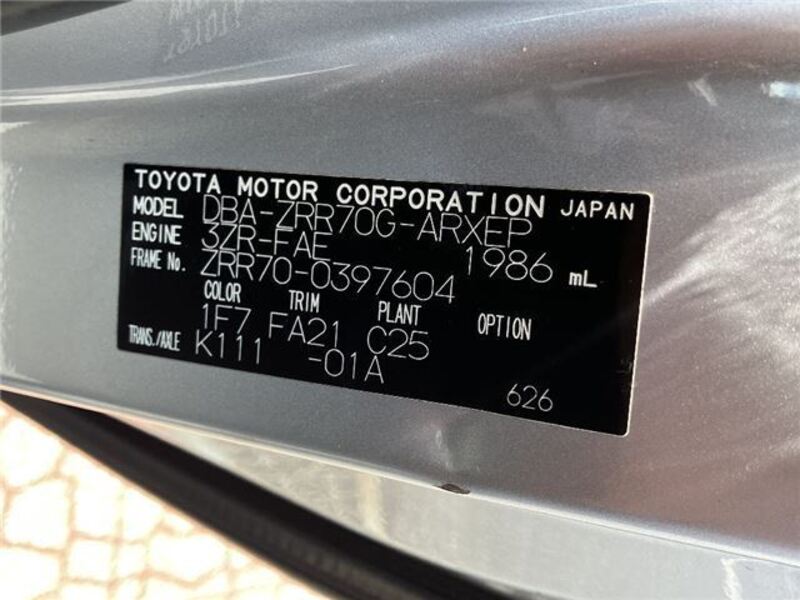 TOYOTA MOTOR CORPORATION JAPAN
MODEL DBA-ZRR70G-ARXEP
ENGINE 3ZR-FAE 1986 mL
FRAME No. ZRR70-0397604
COLOR TRIM PLANT OPTION
1F7 FA21 C25
TRANS./AXLE K111 -01A
626